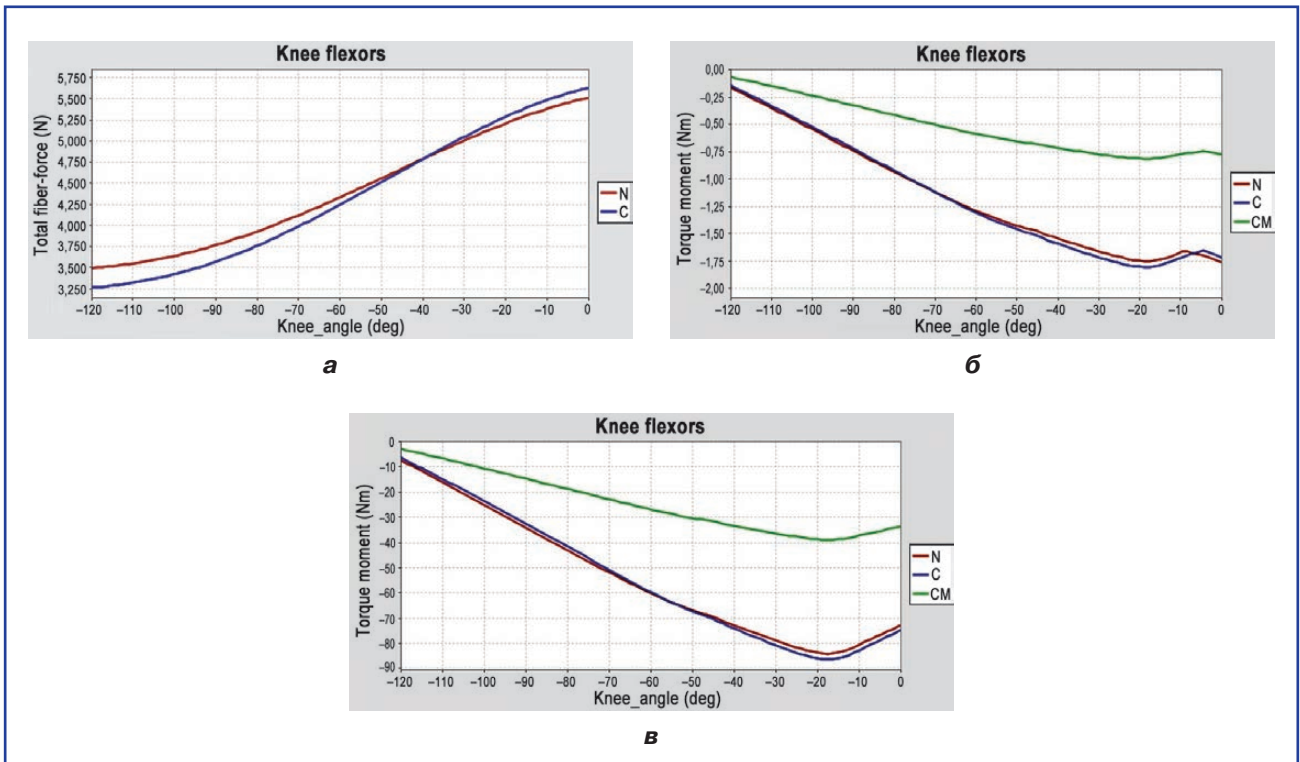 Knee flexors
Total fiber-force (N)
5,750
5,500
5,250
5,000
4,750
4,500
4,250
4,000
3,750
3,500
3,250
–120 –110 –100 –90 –80 –70 –60 –50 –40 –30 –20 –10 0
Knee_angle (deg)
N
C
а
Knee flexors
Torque moment (Nm)
0,00
–0,25
–0,50
–0,75
–1,00
–1,25
–1,50
–1,75
–2,00
–120 –110 –100 –90 –80 –70 –60 –50 –40 –30 –20 –10 0
Knee_angle (deg)
N
C
CM
б
Knee flexors
Torque moment (Nm)
0
–10
–20
–30
–40
–50
–60
–70
–80
–90
–120 –110 –100 –90 –80 –70 –60 –50 –40 –30 –20 –10 0
Knee_angle (deg)
N
C
CM
в